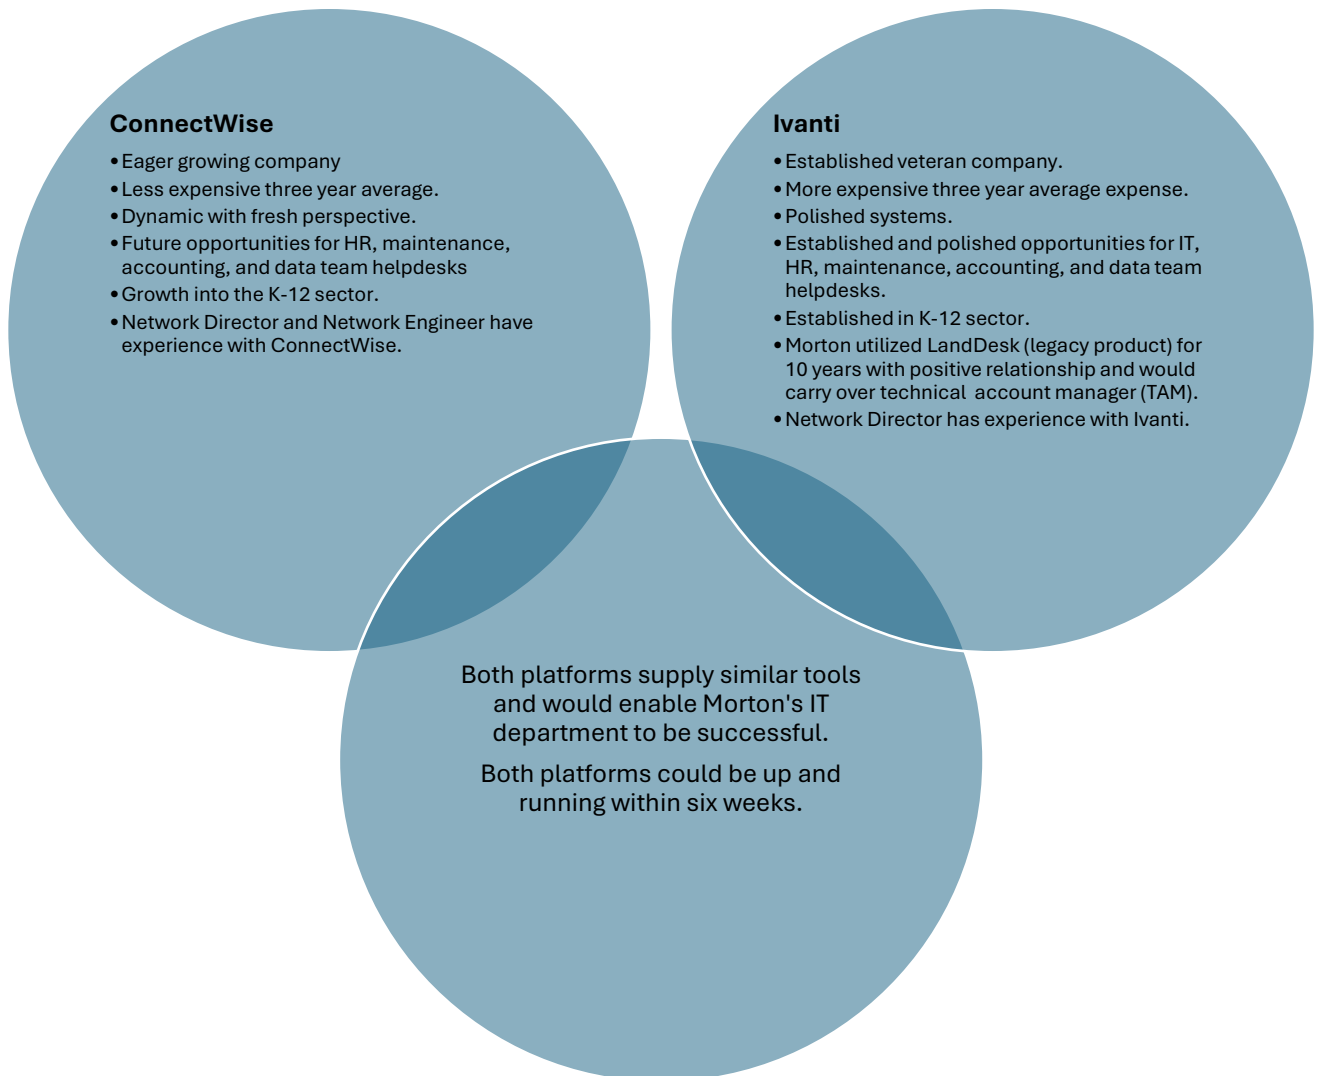 ConnectWise
•Eager growing company
•Less expensive three year average.
•Dynamic with fresh perspective.
•Future opportunities for HR, maintenance,
accounting, and data team helpdesks
•Growth into the K-12 sector.
•Network Director and Network Engineer have
experience with ConnectWise.
Ivanti
•Established veteran company.
•More expensive three year average expense.
•Polished systems.
•Established and polished opportunities for IT,
HR, maintenance, accounting, and data team
helpdesks.
•Established in K-12 sector.
•Morton utilized LandDesk (legacy product) for
10 years with positive relationship and would
carry over technical account manager (TAM).
•Network Director has experience with Ivanti.
Both platforms supply similar tools
and would enable Morton's IT
department to be successful.
Both platforms could be up and
running within six weeks.